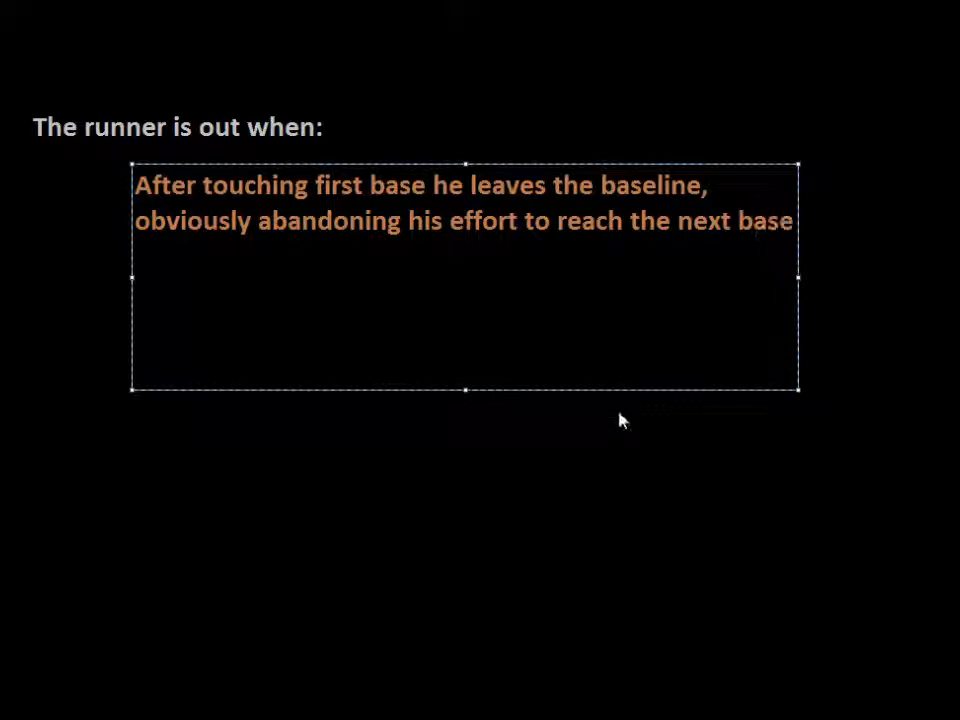 The runner is out when:
After touching first base he leaves the baseline,
obviously abandoning his effort to reach the next base